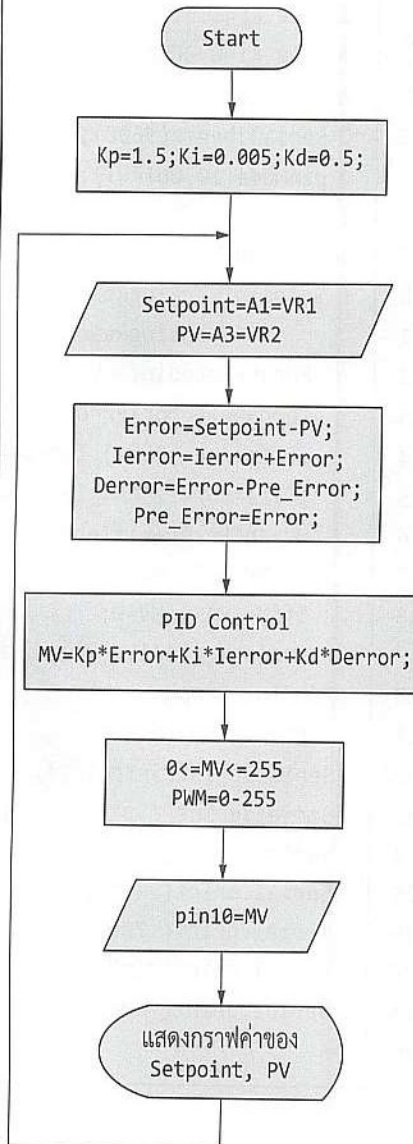 Start
Kp=1.5;Ki=0.005;Kd=0.5;
Setpoint=A1=VR1
PV=A3=VR2
Error=Setpoint-PV;
Ierror=Ierror+Error;
Derror=Error-Pre_Error;
Pre_Error=Error;
PID Control
MV=Kp*Error+Ki*Ierror+Kd*Derror;
0<=MV<=255
PWM=0-255
pin10=MV
แสดงกราฟค่าของ
Setpoint, PV